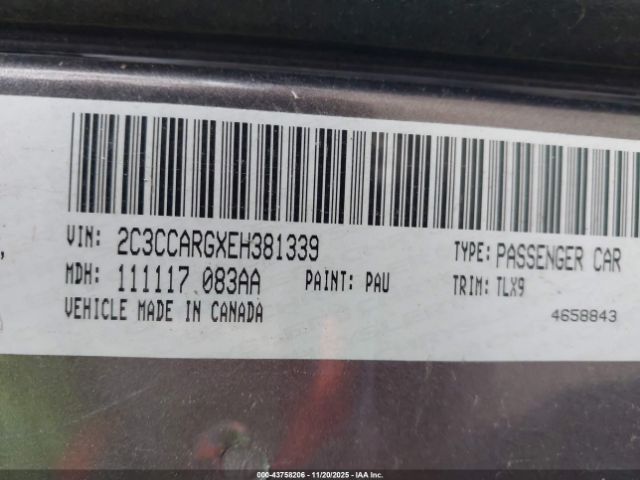 VIN: 2C3CCARGXEH381339 TYPE: PASSENGER CAR
MDH: 111117 083AA PAINT: PAU TRIM: TLX9
VEHICLE MADE IN CANADA 4658843
000-43758206 - 11/20/2025 - IAA Inc.